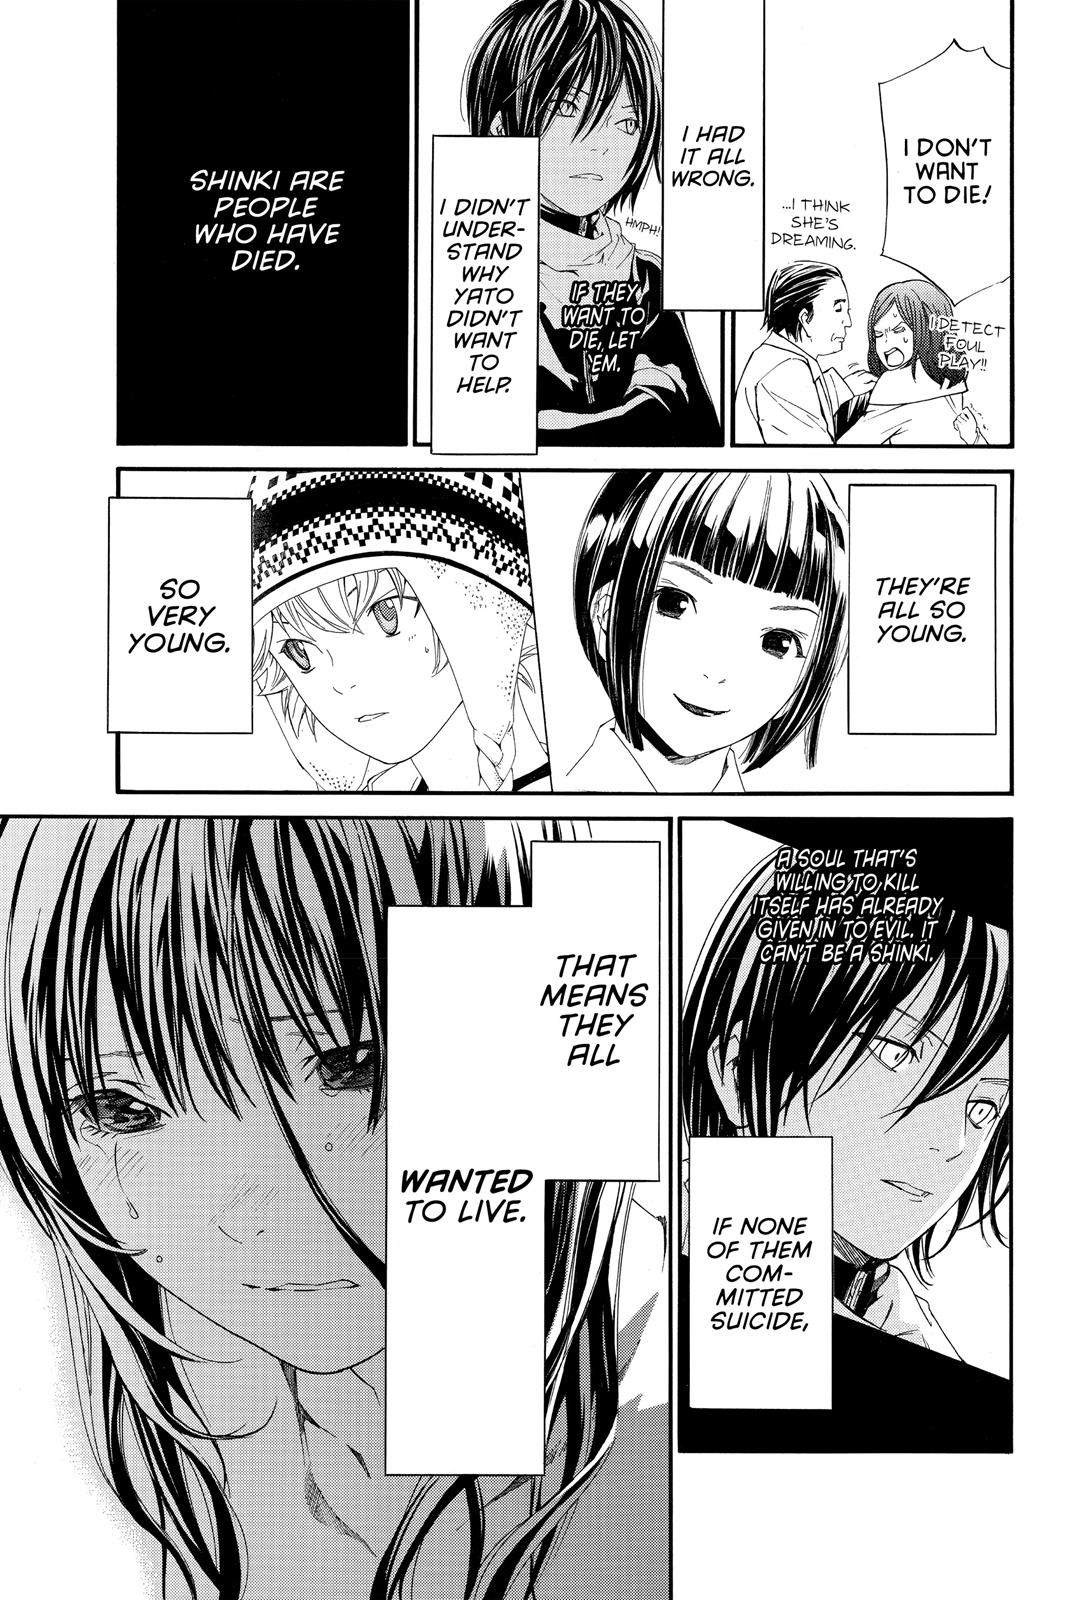 I DON'T
WANT
TO DIE!
...I THINK
SHE'S
DREAMING.
I DETECT
FOUL
PLAY!!
I HAD
IT ALL
WRONG.
HMPH!
IF THEY
WANT TO
DIE, LET
'EM.
I DIDN'T
UNDER-
STAND
WHY
YATO
DIDN'T
WANT
TO
HELP.
SHINKI ARE
PEOPLE
WHO HAVE
DIED.
THEY'RE
ALL SO
YOUNG.
SO
VERY
YOUNG.
A SOUL THAT'S
WILLING TO KILL
ITSELF HAS ALREADY
GIVEN IN TO EVIL. IT
CAN'T BE A SHINKI.
IF NONE
OF THEM
COM-
MITTED
SUICIDE,
THAT
MEANS
THEY
ALL
WANTED
TO LIVE.